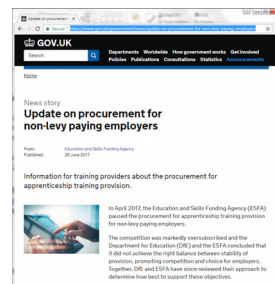 Update on procuremen
Secure https://www.gov.uk/government/news/update-on-procurement-for-non-levy-paying-employers
GOV.UK
Search
Departments Worldwide How government works Get involved
Policies Publications Consultations Statistics Announcements
Home
News story
Update on procurement for
non-levy paying employers
From: Education and Skills Funding Agency
Published: 26 June 2017
Information for training providers about the procurement for
apprenticeship training provision.
In April 2017, the Education and Skills Funding Agency (ESFA)
paused the procurement for apprenticeship training provision
for non-levy employers.
The competition was markedly oversubscribed and the
Department for Education (DfE) and the ESFA concluded that
it did not achieve the right balance between stability of
provision, promoting competition and choice for employers.
Together, DfE and ESFA have since reviewed their approach to
determine how best to support these objectives.